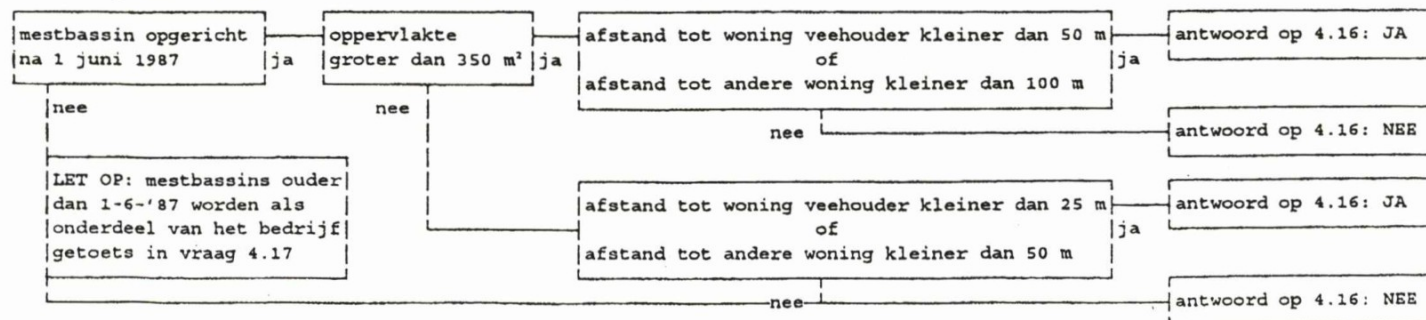 mestbassin opgericht
na 1 juni 1987
ja
oppervlakte
groter dan 350 m²
ja
afstand tot woning veehouder kleiner dan 50 m
of
afstand tot andere woning kleiner dan 100 m
ja
antwoord op 4.16: JA
nee
nee
nee
antwoord op 4.16: NEE
LET OP: mestbassins ouder
dan 1-6-'87 worden als
onderdeel van het bedrijf
getoets in vraag 4.17
afstand tot woning veehouder kleiner dan 25 m
of
afstand tot andere woning kleiner dan 50 m
ja
antwoord op 4.16: JA
nee
antwoord op 4.16: NEE